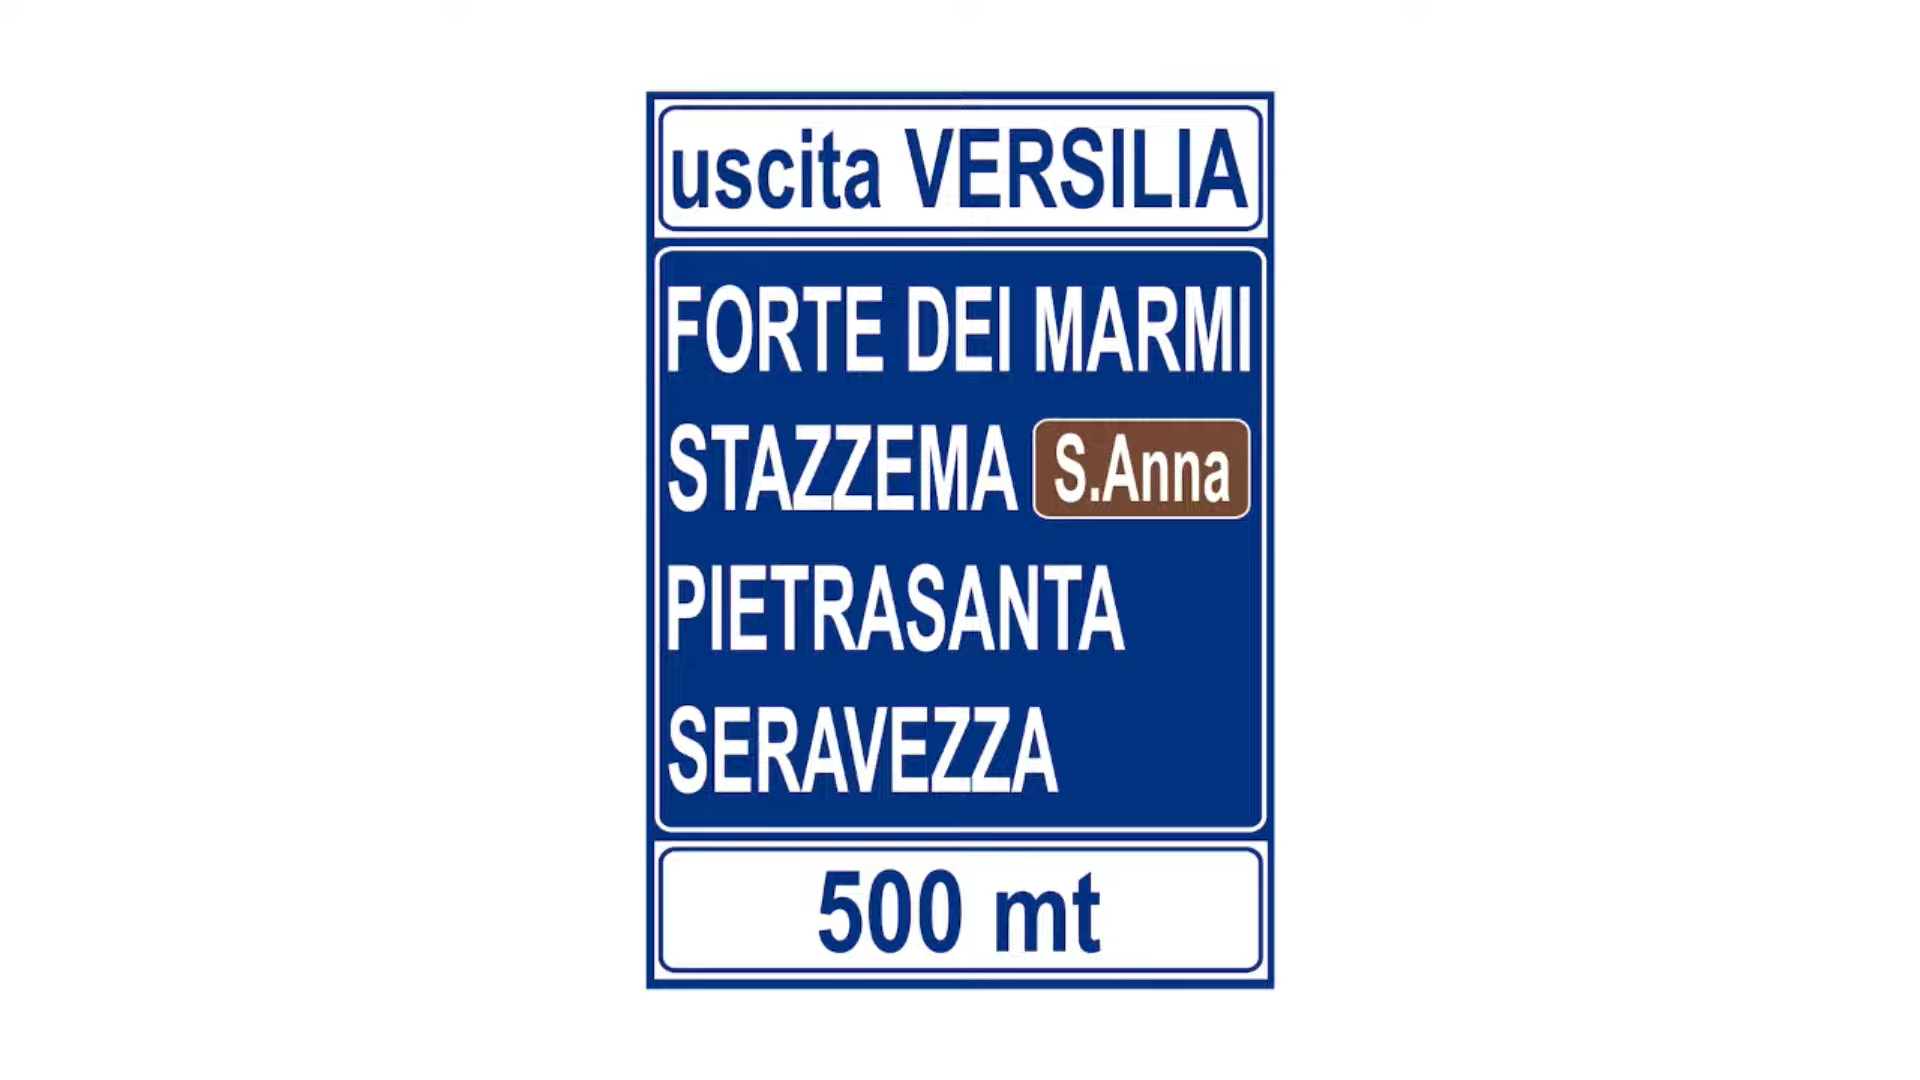 uscita VERSILIA
FORTE DEI MARMI
STAZZEMA S.Anna
PIETRASANTA
SERAVEZZA
500 mt